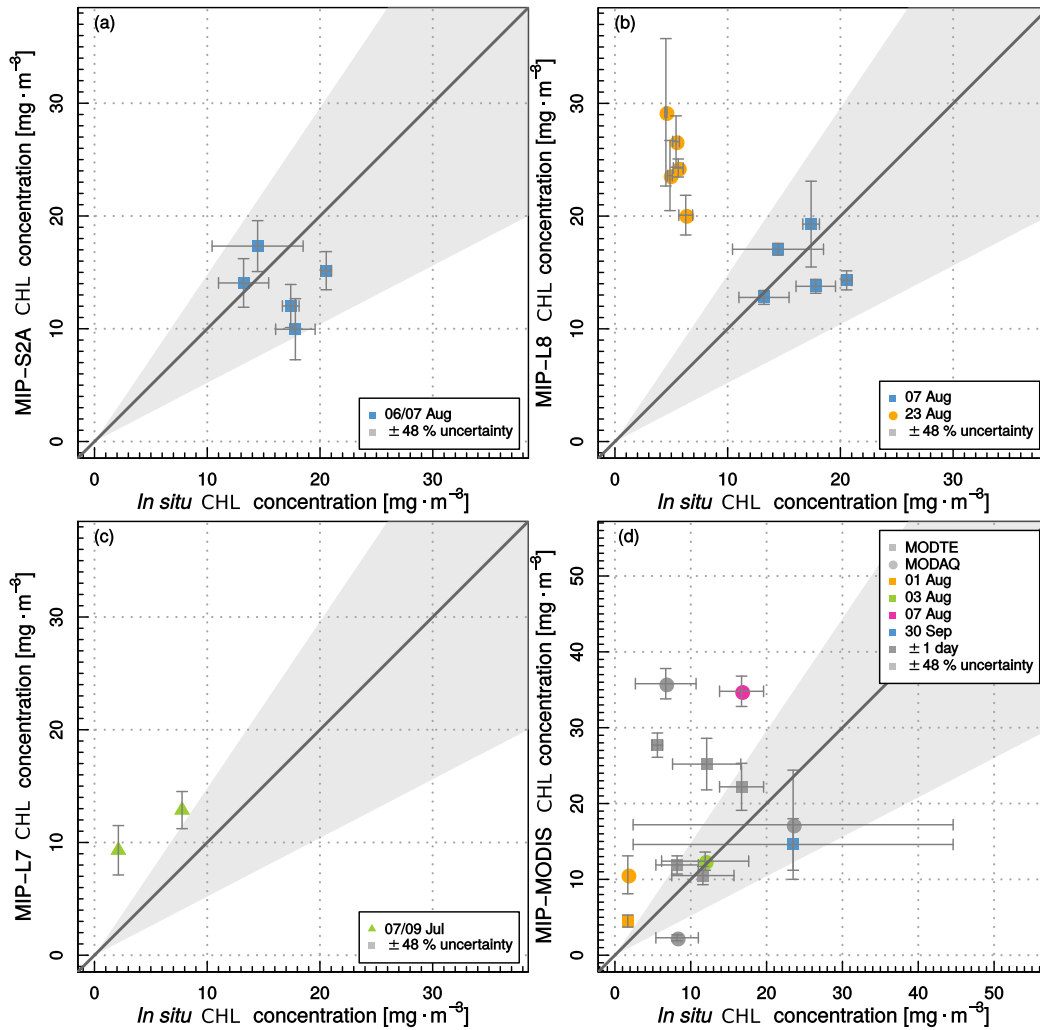 (a)
MIP−S2A CHL concentration [mg · m−3]
30
20
10
0
06/07 Aug
± 48 % uncertainty
0 10 20 30
In situ CHL concentration [mg · m−3]
(b)
MIP−L8 CHL concentration [mg · m−3]
30
20
10
0
07 Aug
23 Aug
± 48 % uncertainty
0 10 20 30
In situ CHL concentration [mg · m−3]
(c)
MIP−L7 CHL concentration [mg · m−3]
30
20
10
0
07/09 Jul
± 48 % uncertainty
0 10 20 30
In situ CHL concentration [mg · m−3]
(d)
MIP−MODIS CHL concentration [mg · m−3]
50
40
30
20
10
0
MODTE
MODAQ
01 Aug
03 Aug
07 Aug
30 Sep
± 1 day
± 48 % uncertainty
0 10 20 30 40 50
In situ CHL concentration [mg · m−3]